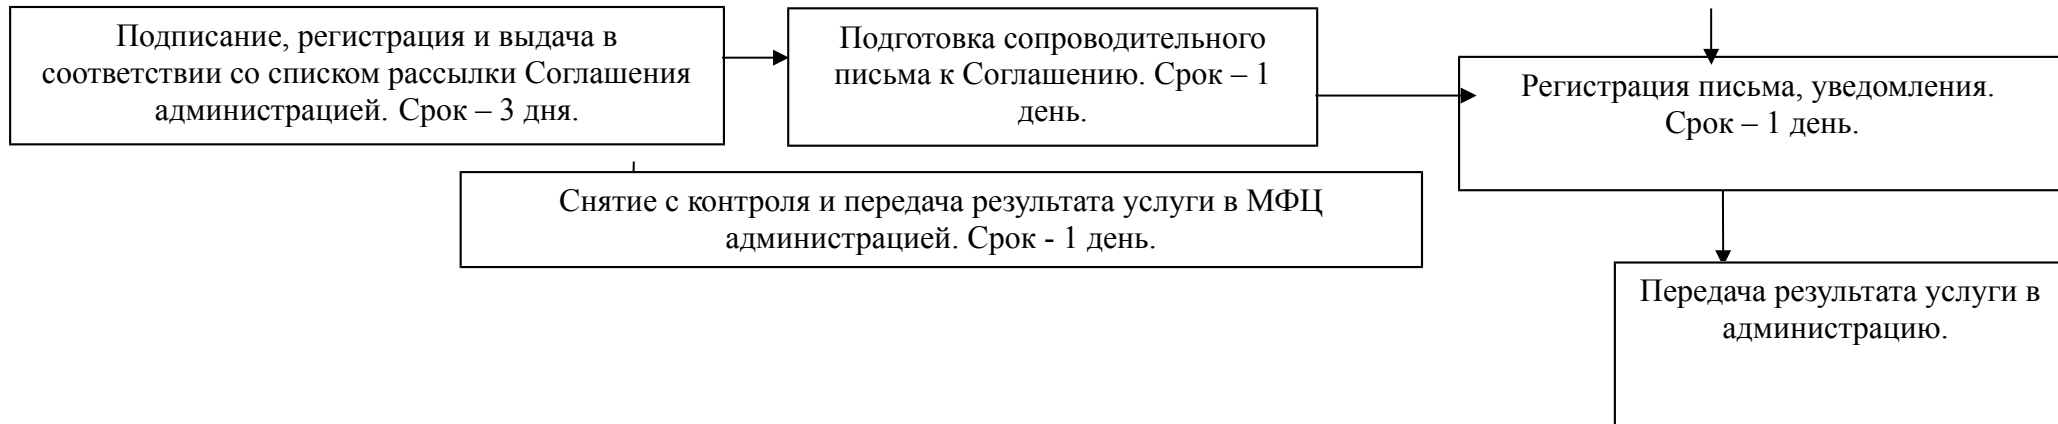 Подписание, регистрация и выдача в
соответствии со списком рассылки Соглашения
администрацией. Срок – 3 дня.
Подготовка сопроводительного
письма к Соглашению. Срок – 1
день.
Регистрация письма, уведомления.
Срок – 1 день.
Снятие с контроля и передача результата услуги в МФЦ
администрацией. Срок - 1 день.
Передача результата услуги в
администрацию.